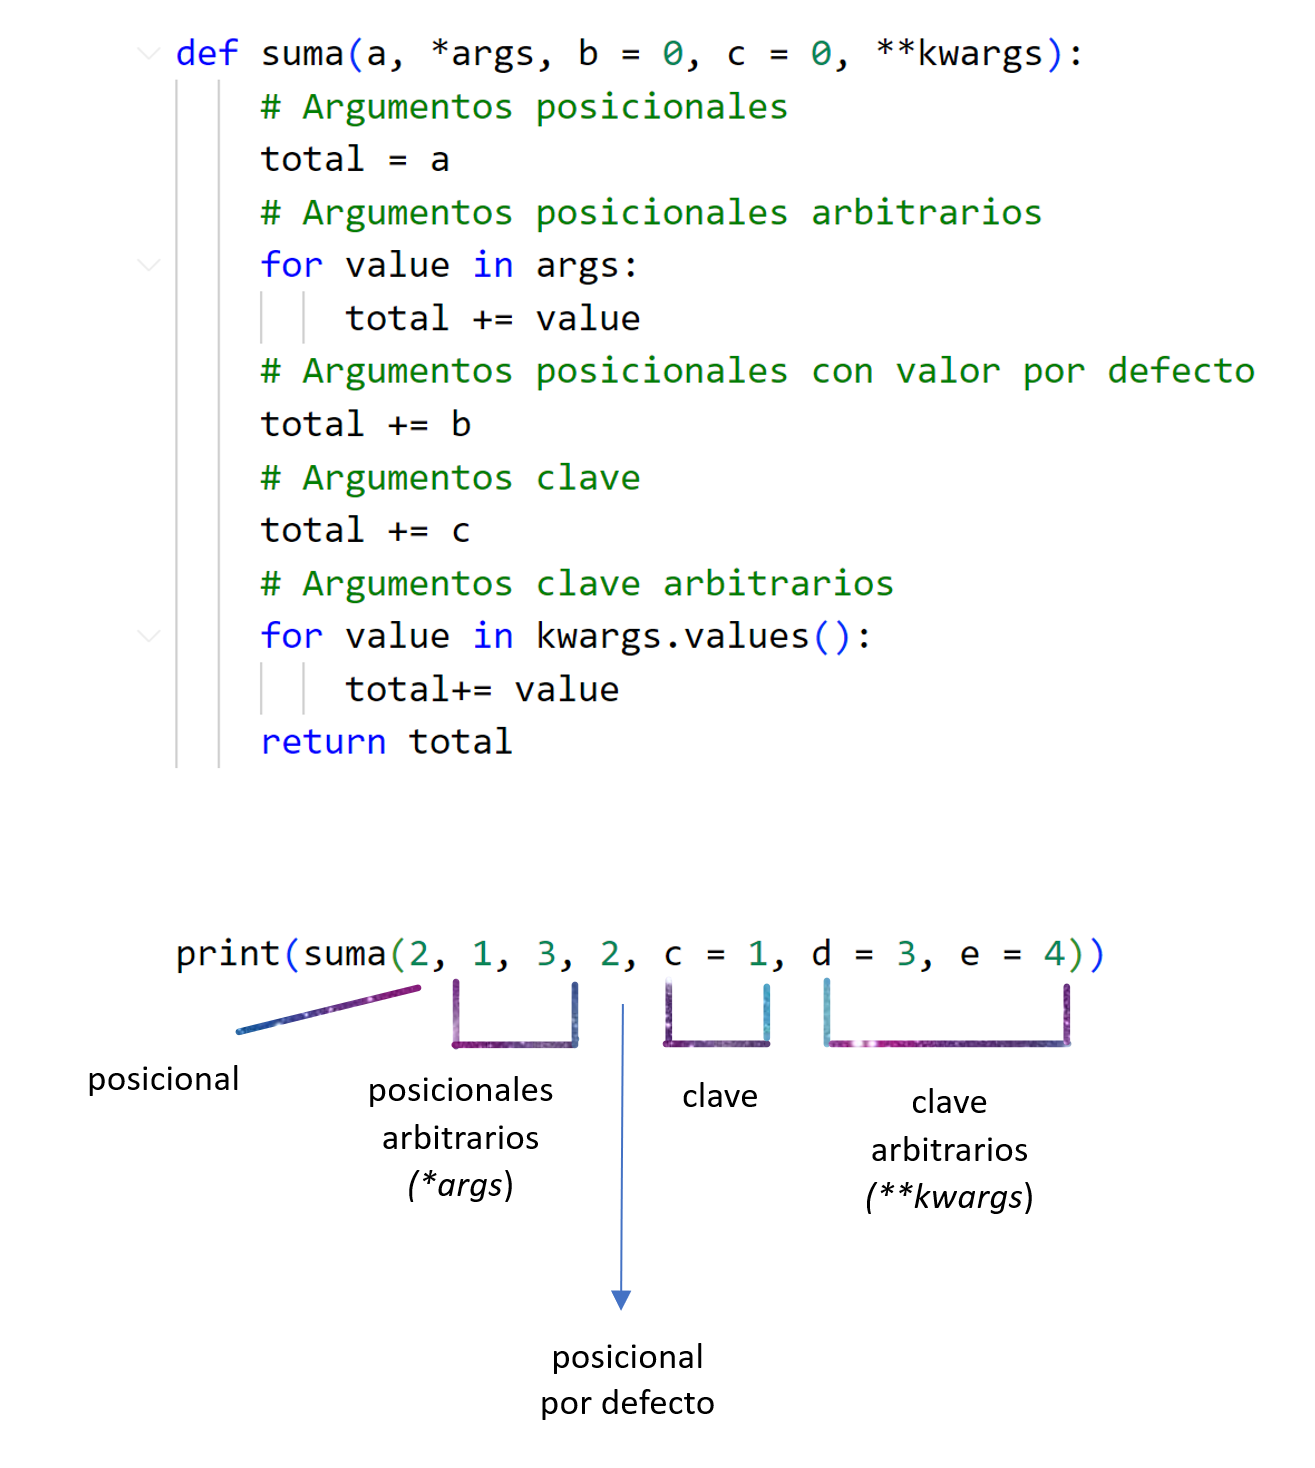 def suma(a, *args, b = 0, c = 0, **kwargs):
# Argumentos posicionales
total = a
# Argumentos posicionales arbitrarios
for value in args:
total += value
# Argumentos posicionales con valor por defecto
total += b
# Argumentos clave
total += c
# Argumentos clave arbitrarios
for value in kwargs.values():
total+= value
return total
print(suma(2, 1, 3, 2, c = 1, d = 3, e = 4))
posicional
posicionales
arbitrarios
(*args)
clave
clave
arbitrarios
(**kwargs)
posicional
por defecto